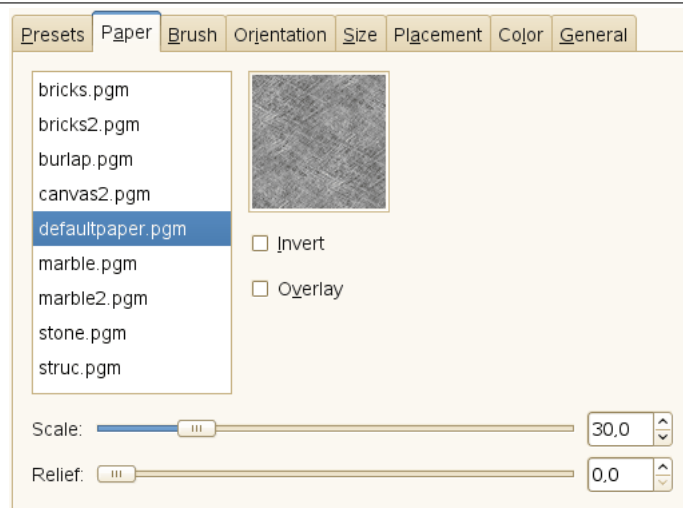 Presets Paper Brush Orientation Size Placement Color General
bricks.pgm
bricks2.pgm
burlap.pgm
canvas2.pgm
defaultpaper.pgm
marble.pgm
marble2.pgm
stone.pgm
struc.pgm
Invert
Overlay
Scale: 30,0
Relief: 0,0